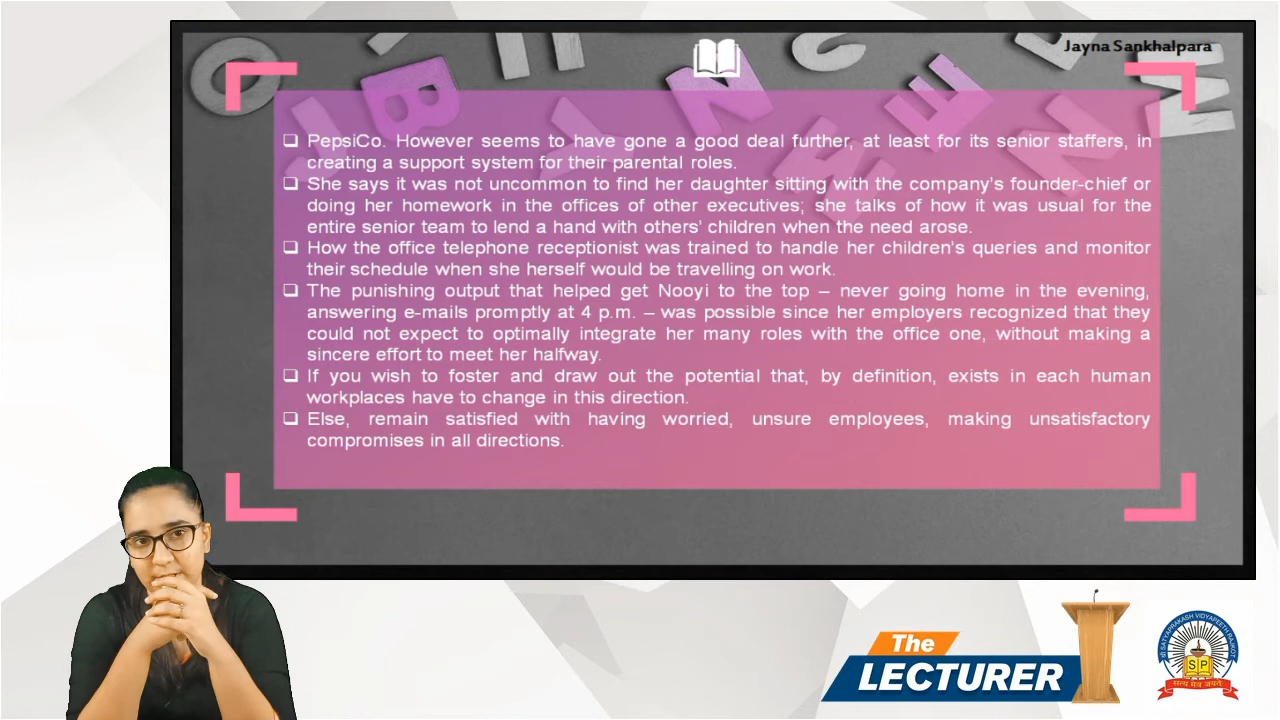 Jayna Sankhalpara
❑ PepsiCo. However seems to have gone a good deal further, at least for its senior staffers, in
creating a support system for their parental roles.
❑ She says it was not uncommon to find her daughter sitting with the company's founder-chief or
doing her homework in the offices of other executives; she talks of how it was usual for the
entire senior team to lend a hand with others' children when the need arose.
❑ How the office telephone receptionist was trained to handle her children's queries and monitor
their schedule when she herself would be travelling on work.
❑ The punishing output that helped get Nooyi to the top – never going home in the evening,
answering e-mails promptly at 4 p.m. – was possible since her employers recognized that they
could not expect to optimally integrate her many roles with the office one, without making a
sincere effort to meet her halfway.
❑ If you wish to foster and draw out the potential that, by definition, exists in each human
workplaces have to change in this direction.
❑ Else, remain satisfied with having worried, unsure employees, making unsatisfactory
compromises in all directions.
The
LECTURER
SATYAPRAKASH VIDYAPEETH RAJKOT
S P
सत्य मेव जयते